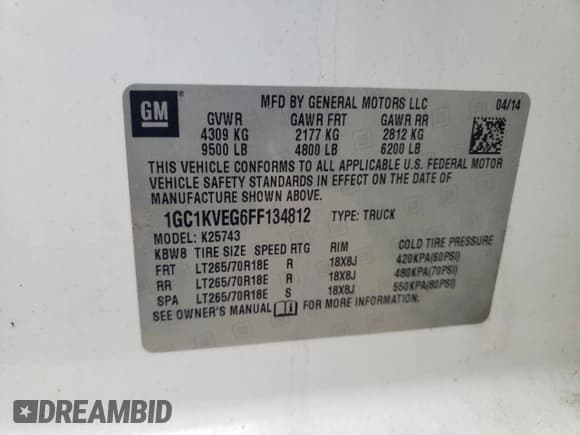 GM
®
MFD BY GENERAL MOTORS LLC 04/14
GVWR GAWR FRT GAWR RR
4309 KG 2177 KG 2812 KG
9500 LB 4800 LB 6200 LB
THIS VEHICLE CONFORMS TO ALL APPLICABLE U.S. FEDERAL MOTOR
VEHICLE SAFETY STANDARDS IN EFFECT ON THE DATE OF
MANUFACTURE SHOWN ABOVE.
1GC1KVEG6FF134812 TYPE: TRUCK
MODEL: K25743
KBW8 TIRE SIZE SPEED RTG RIM COLD TIRE PRESSURE
FRT LT265/70R18E R 18X8J 420KPA(60PSI)
RR LT265/70R18E R 18X8J 480KPA(70PSI)
SPA LT265/70R18E S 18X8J 550KPA(80PSI)
SEE OWNER'S MANUAL FOR MORE INFORMATION.
DREAMBID